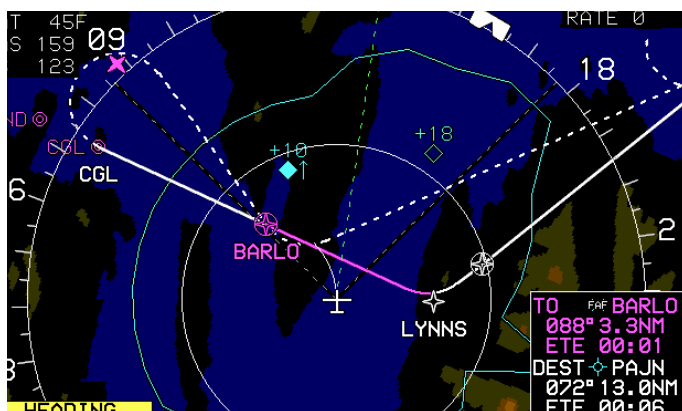 T 45F
S 159
123
09
RATE 0
18
ND
CGL
CGL
+10
+18
6
BARLO
LYNNS
2
TO FAF BARLO
088° 3.3NM
ETE 00:01
DEST PAJN
072° 13.0NM
ETE 00:06
HEADING